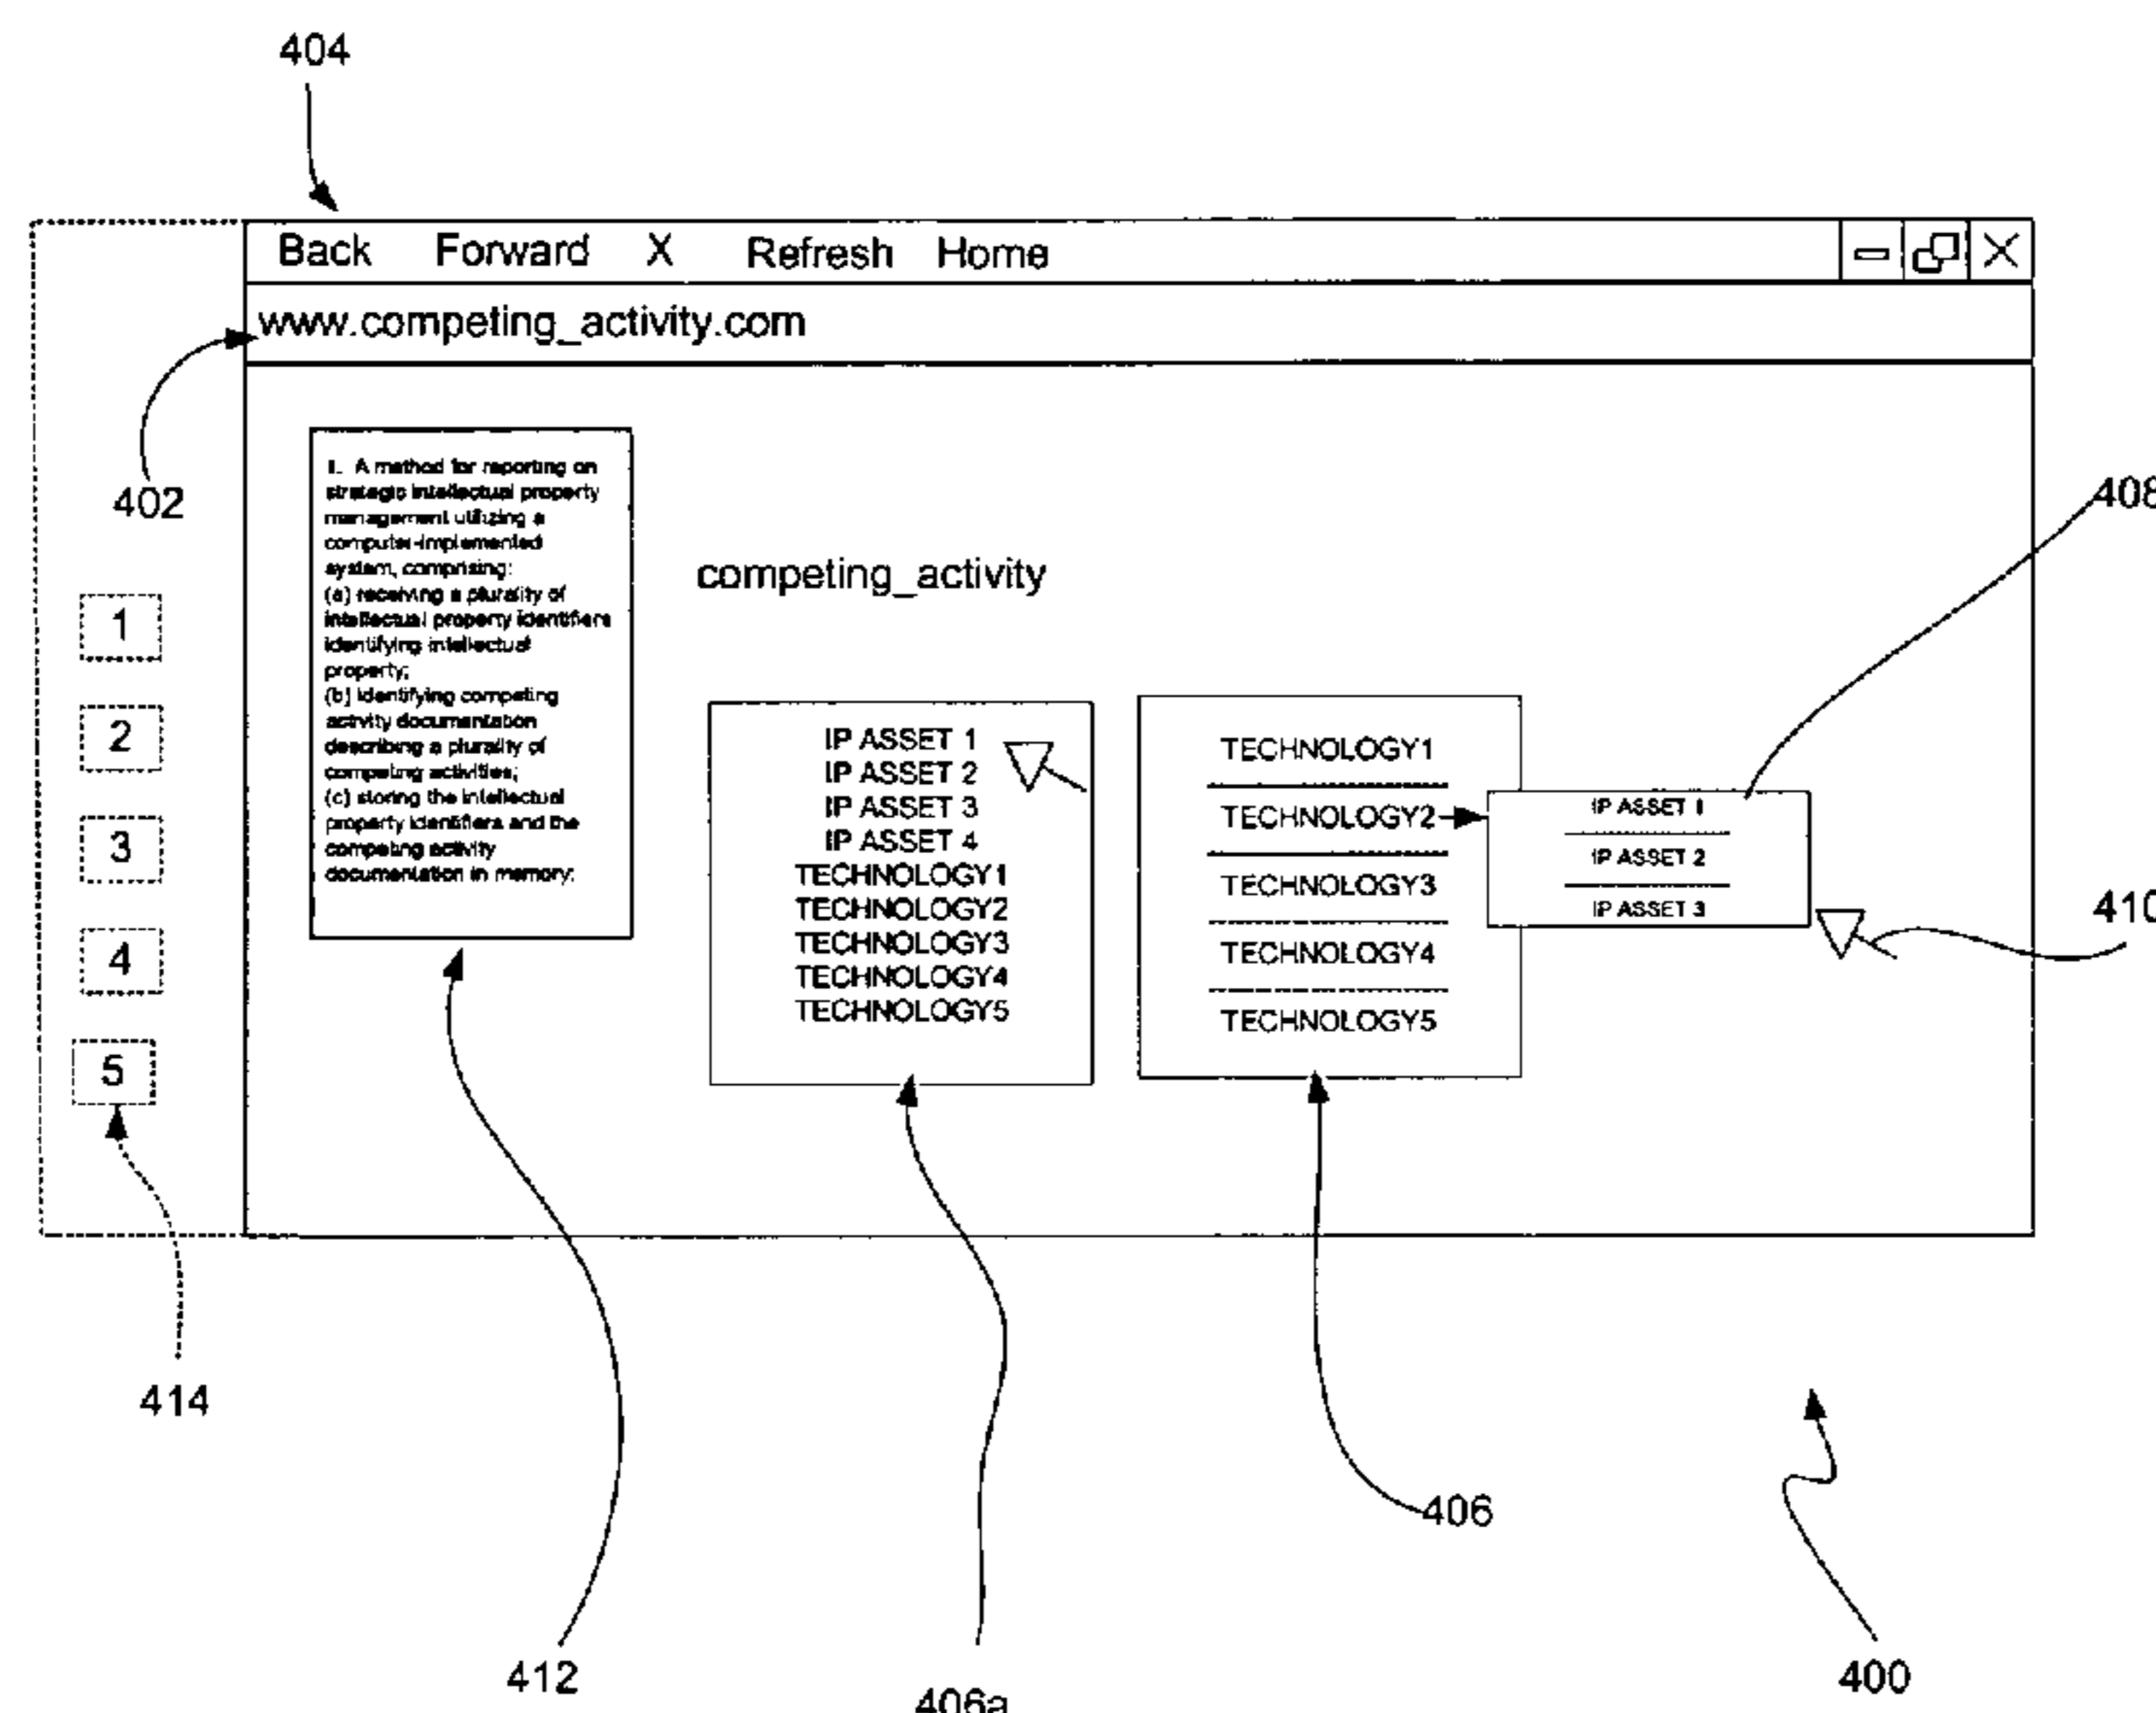 404
Back Forward X Refresh Home
www.competing_activity.com
402
1. A method for reporting on
strategic intellectual property
management utilizing a
computer-implemented
system, comprising:
(a) receiving a plurality of
intellectual property identifiers
identifying intellectual
property;
(b) identifying competing
activity documentation
describing a plurality of
competing activities;
(c) storing the intellectual
property identifiers and the
competing activity
documentation in memory;
competing_activity
408
1
2
3
4
5
IP ASSET 1
IP ASSET 2
IP ASSET 3
IP ASSET 4
TECHNOLOGY1
TECHNOLOGY2
TECHNOLOGY3
TECHNOLOGY4
TECHNOLOGY5
TECHNOLOGY1
TECHNOLOGY2
TECHNOLOGY3
TECHNOLOGY4
TECHNOLOGY5
IP ASSET 1
IP ASSET 2
IP ASSET 3
410
414
406
412
406a
400